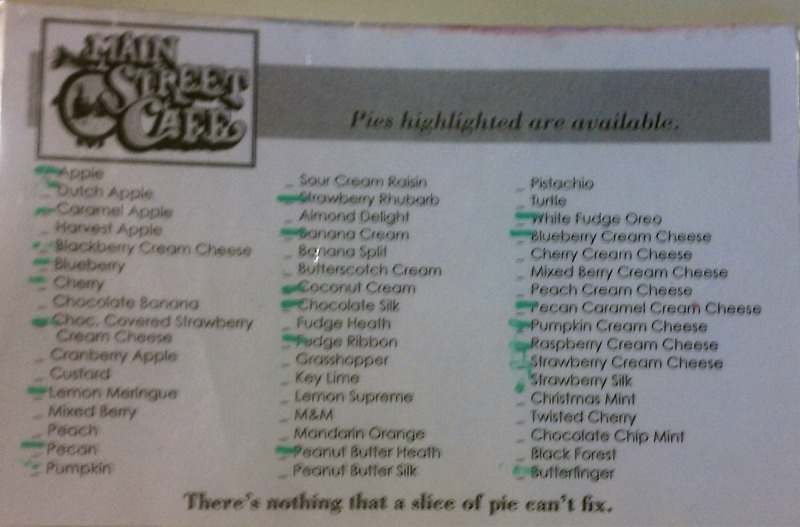 MAIN
STREET
CAFE
Pies highlighted are available.
Apple
Dutch Apple
Caramel Apple
Harvest Apple
Blackberry Cream Cheese
Blueberry
Cherry
Chocolate Banana
Choc. Covered Strawberry
Cream Cheese
Cranberry Apple
Custard
Lemon Meringue
Mixed Berry
Peach
Pecan
Pumpkin
Sour Cream Raisin
Strawberry Rhubarb
Almond Delight
Banana Cream
Banana Split
Butterscotch Cream
Coconut Cream
Chocolate Silk
Fudge Heath
Fudge Ribbon
Grasshopper
Key Lime
Lemon Supreme
M&M
Mandarin Orange
Peanut Butter Heath
Peanut Butter Silk
Pistachio
Turtle
White Fudge Oreo
Blueberry Cream Cheese
Cherry Cream Cheese
Mixed Berry Cream Cheese
Peach Cream Cheese
Pecan Caramel Cream Cheese
Pumpkin Cream Cheese
Raspberry Cream Cheese
Strawberry Cream Cheese
Strawberry Silk
Christmas Mint
Twisted Cherry
Chocolate Chip Mint
Black Forest
Butterfinger
There's nothing that a slice of pie can't fix.